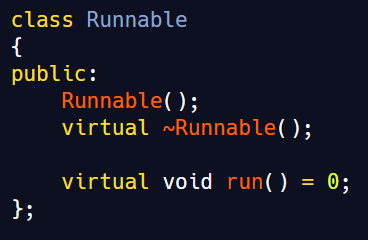 class Runnable
{
public:
    Runnable();
    virtual ~Runnable();

    virtual void run() = 0;
};